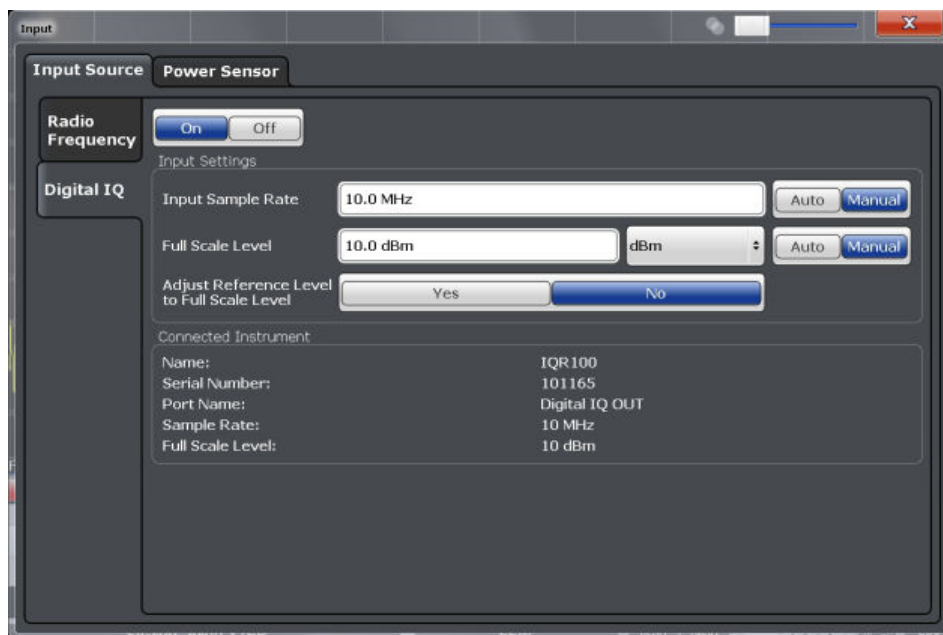 Input
Input Source Power Sensor
Radio
Frequency
Digital IQ
On Off
Input Settings
Input Sample Rate 10.0 MHz Auto Manual
Full Scale Level 10.0 dBm dBm Auto Manual
Adjust Reference Level
to Full Scale Level Yes No
Connected Instrument
Name: IQR100
Serial Number: 101165
Port Name: Digital IQ OUT
Sample Rate: 10 MHz
Full Scale Level: 10 dBm